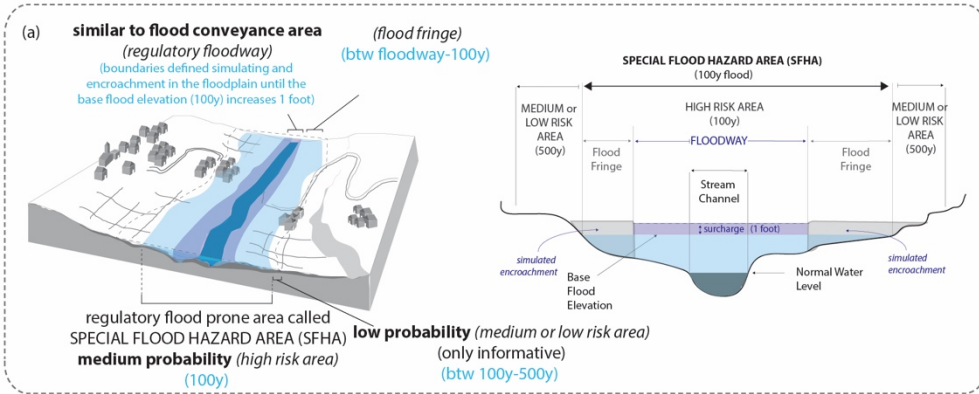 (a)
similar to flood conveyance area
(regulatory floodway)
(boundaries defined simulating and
encroachment in the floodplain until the
base flood elevation (100y) increases 1 foot)
(flood fringe)
(btw floodway-100y)
regulatory flood prone area called
SPECIAL FLOOD HAZARD AREA (SFHA)
medium probability (high risk area)
(100y)
low probability (medium or low risk area)
(only informative)
(btw 100y-500y)
SPECIAL FLOOD HAZARD AREA (SFHA)
(100y flood)
MEDIUM or
LOW RISK
AREA
(500y)
HIGH RISK AREA
(100y)
MEDIUM or
LOW RISK
AREA
(500y)
FLOODWAY
Flood
Fringe
Flood
Fringe
Stream
Channel
surcharge (1 foot)
simulated
encroachment
Base
Flood
Elevation
Normal Water
Level
simulated
encroachment